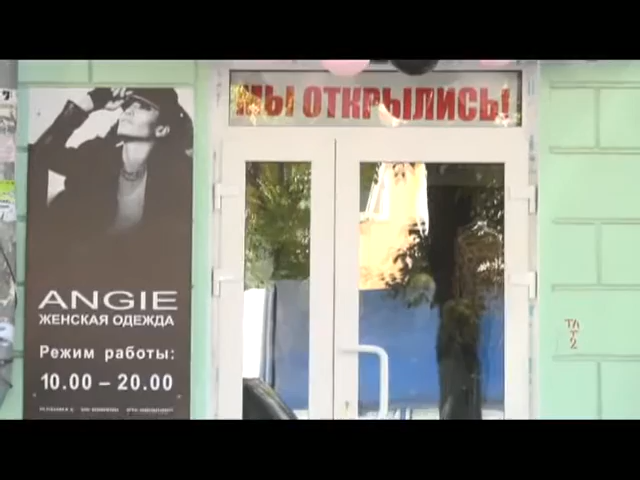 МЫ ОТКРЫЛИСЬ!
ANGIE
ЖЕНСКАЯ ОДЕЖДА
Режим работы:
10.00 – 20.00